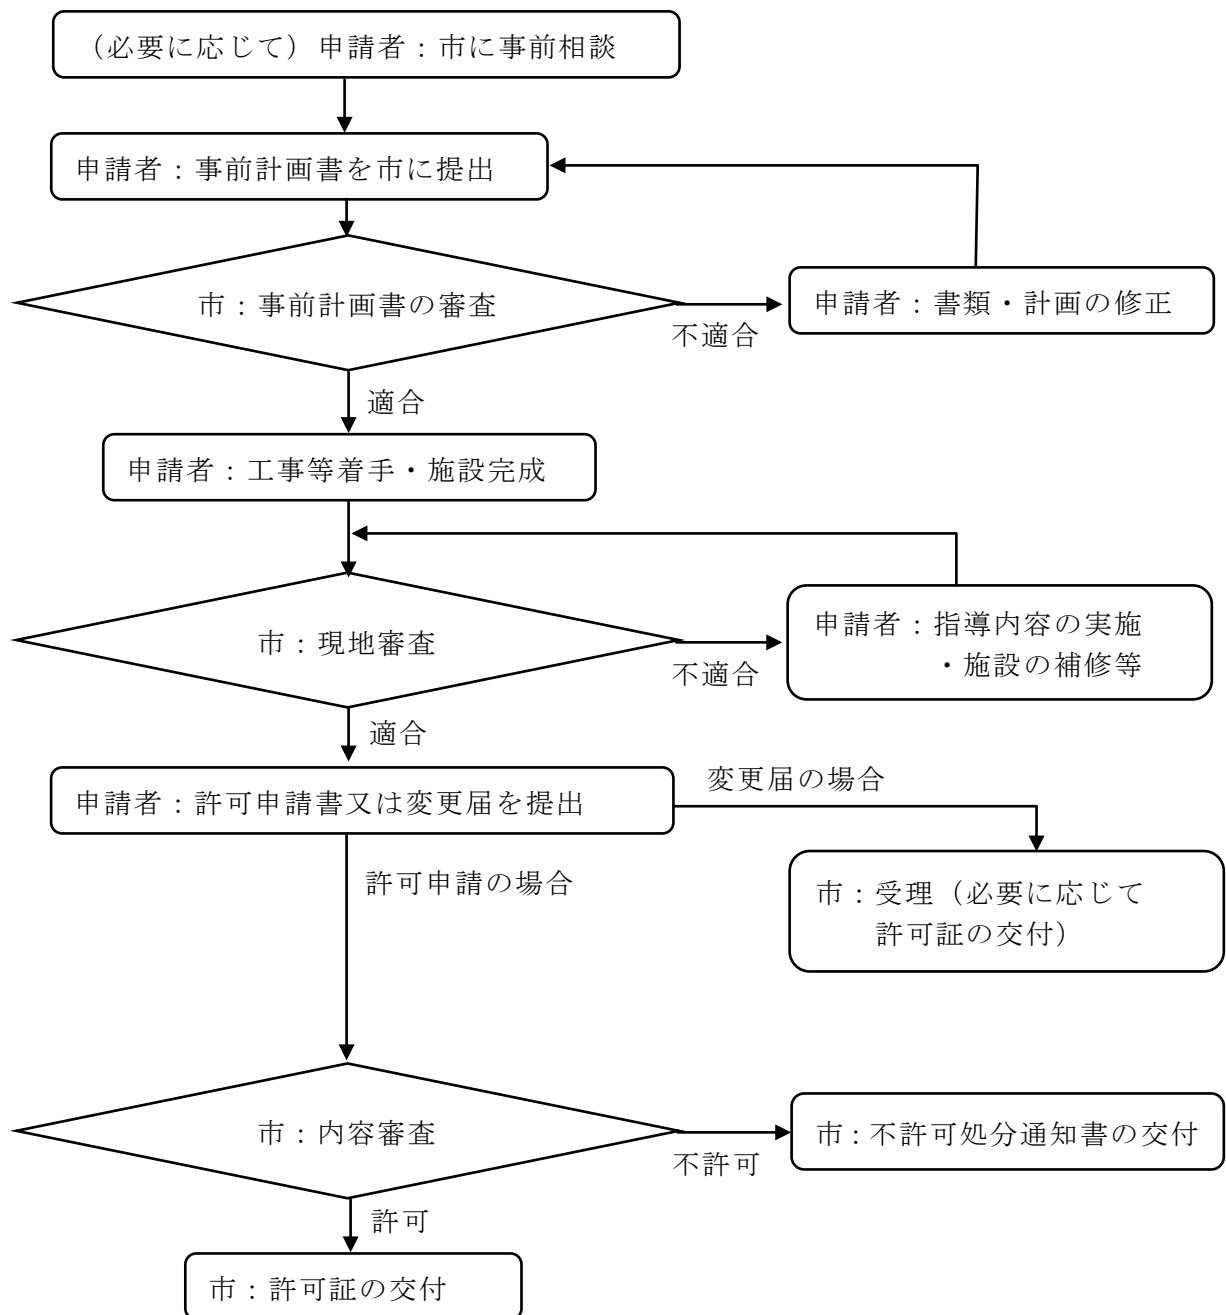 （必要に応じて）申請者：市に事前相談
申請者：事前計画書を市に提出
市：事前計画書の審査
不適合
申請者：書類・計画の修正
適合
申請者：工事等着手・施設完成
市：現地審査
不適合
申請者：指導内容の実施
・施設の補修等
適合
申請者：許可申請書又は変更届を提出
変更届の場合
市：受理（必要に応じて
許可証の交付）
許可申請の場合
市：内容審査
不許可
市：不許可処分通知書の交付
許可
市：許可証の交付